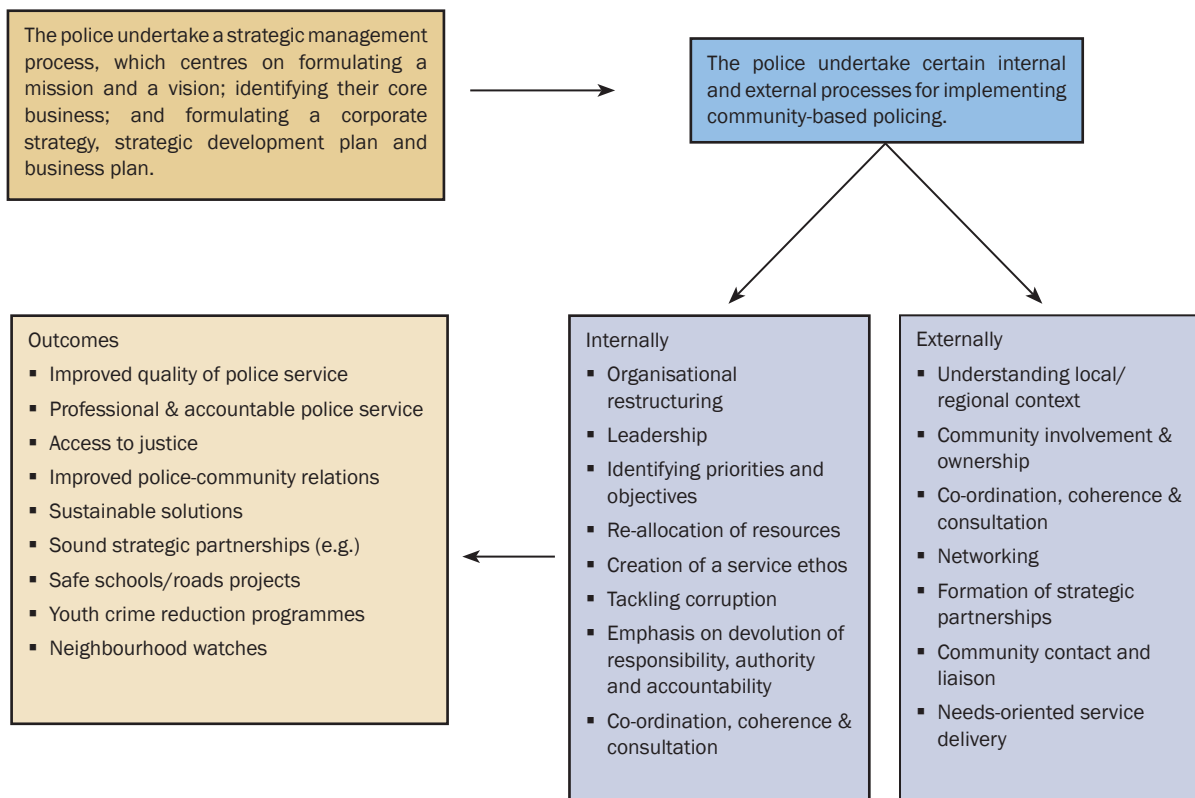 The police undertake a strategic management
process, which centres on formulating a
mission and a vision; identifying their core
business; and formulating a corporate
strategy, strategic development plan and
business plan.
The police undertake certain internal
and external processes for implementing
community-based policing.
Outcomes
▪ Improved quality of police service
▪ Professional & accountable police service
▪ Access to justice
▪ Improved police-community relations
▪ Sustainable solutions
▪ Sound strategic partnerships (e.g.)
▪ Safe schools/roads projects
▪ Youth crime reduction programmes
▪ Neighbourhood watches
Internally
▪ Organisational
restructuring
▪ Leadership
▪ Identifying priorities and
objectives
▪ Re-allocation of resources
▪ Creation of a service ethos
▪ Tackling corruption
▪ Emphasis on devolution of
responsibility, authority
and accountability
▪ Co-ordination, coherence &
consultation
Externally
▪ Understanding local/
regional context
▪ Community involvement &
ownership
▪ Co-ordination, coherence &
consultation
▪ Networking
▪ Formation of strategic
partnerships
▪ Community contact and
liaison
▪ Needs-oriented service
delivery